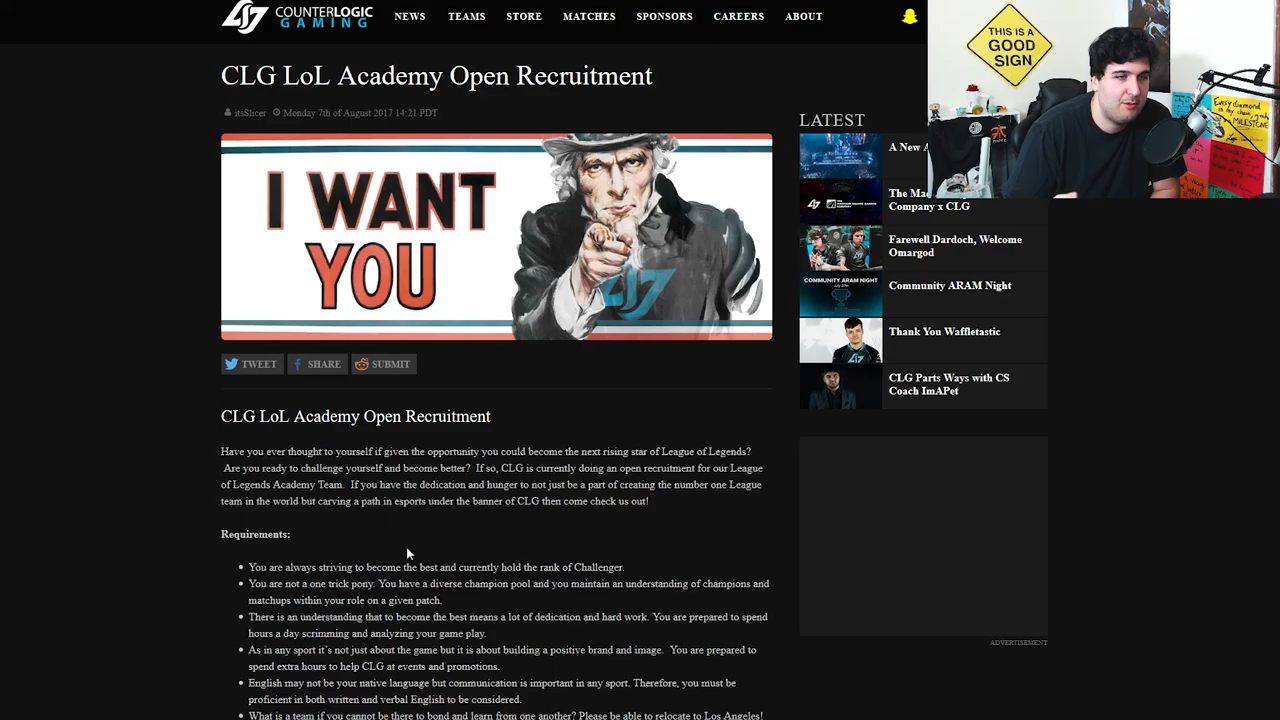 COUNTERLOGIC
GAMING
NEWS
TEAMS
STORE
MATCHES
SPONSORS
CAREERS
ABOUT
CLG LoL Academy Open Recruitment
itsSlicer Monday 7th of August 2017 14:21 PDT
I WANT
YOU
TWEET
SHARE
SUBMIT
CLG LoL Academy Open Recruitment
Have you ever thought to yourself if given the opportunity you could become the next rising star of League of Legends?
Are you ready to challenge yourself and become better? If so, CLG is currently doing an open recruitment for our League
of Legends Academy Team. If you have the dedication and hunger to not just be a part of creating the number one League
team in the world but carving a path in esports under the banner of CLG then come check us out!
Requirements:
You are always striving to become the best and currently hold the rank of Challenger.
You are not a one trick pony. You have a diverse champion pool and you maintain an understanding of champions and
matchups within your role on a given patch.
There is an understanding that to become the best means a lot of dedication and hard work. You are prepared to spend
hours a day scrimming and analyzing your game play.
As in any sport it's not just about the game but it is about building a positive brand and image. You are prepared to
spend extra hours to help CLG at events and promotions.
English may not be your native language but communication is important in any sport. Therefore, you must be
proficient in both written and verbal English to be considered.
What is a team if you cannot be there to bond and learn from one another? Please be able to relocate to Los Angeles!
LATEST
A New A
The Mad
Company x CLG
Farewell Dardoch, Welcome
Omargod
COMMUNITY ARAM NIGHT
Community ARAM Night
Thank You Waffletastic
CLG Parts Ways with CS
Coach ImAPet
ADVERTISEMENT
THIS IS A
GOOD
SIGN
Every diamond
MILESTONE